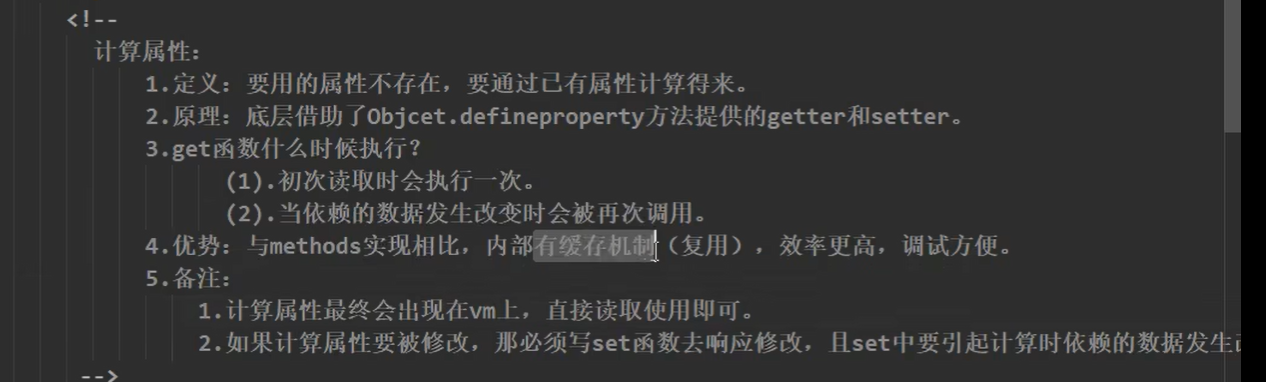 <!--
计算属性：
1.定义：要用的属性不存在，要通过已有属性计算得来。
2.原理：底层借助了Objcet.defineproperty方法提供的getter和setter。
3.get函数什么时候执行？
(1).初次读取时会执行一次。
(2).当依赖的数据发生改变时会被再次调用。
4.优势：与methods实现相比，内部有缓存机制（复用），效率更高，调试方便。
5.备注：
1.计算属性最终会出现在vm上，直接读取使用即可。
2.如果计算属性要被修改，那必须写set函数去响应修改，且set中要引起计算时依赖的数据发生
-->